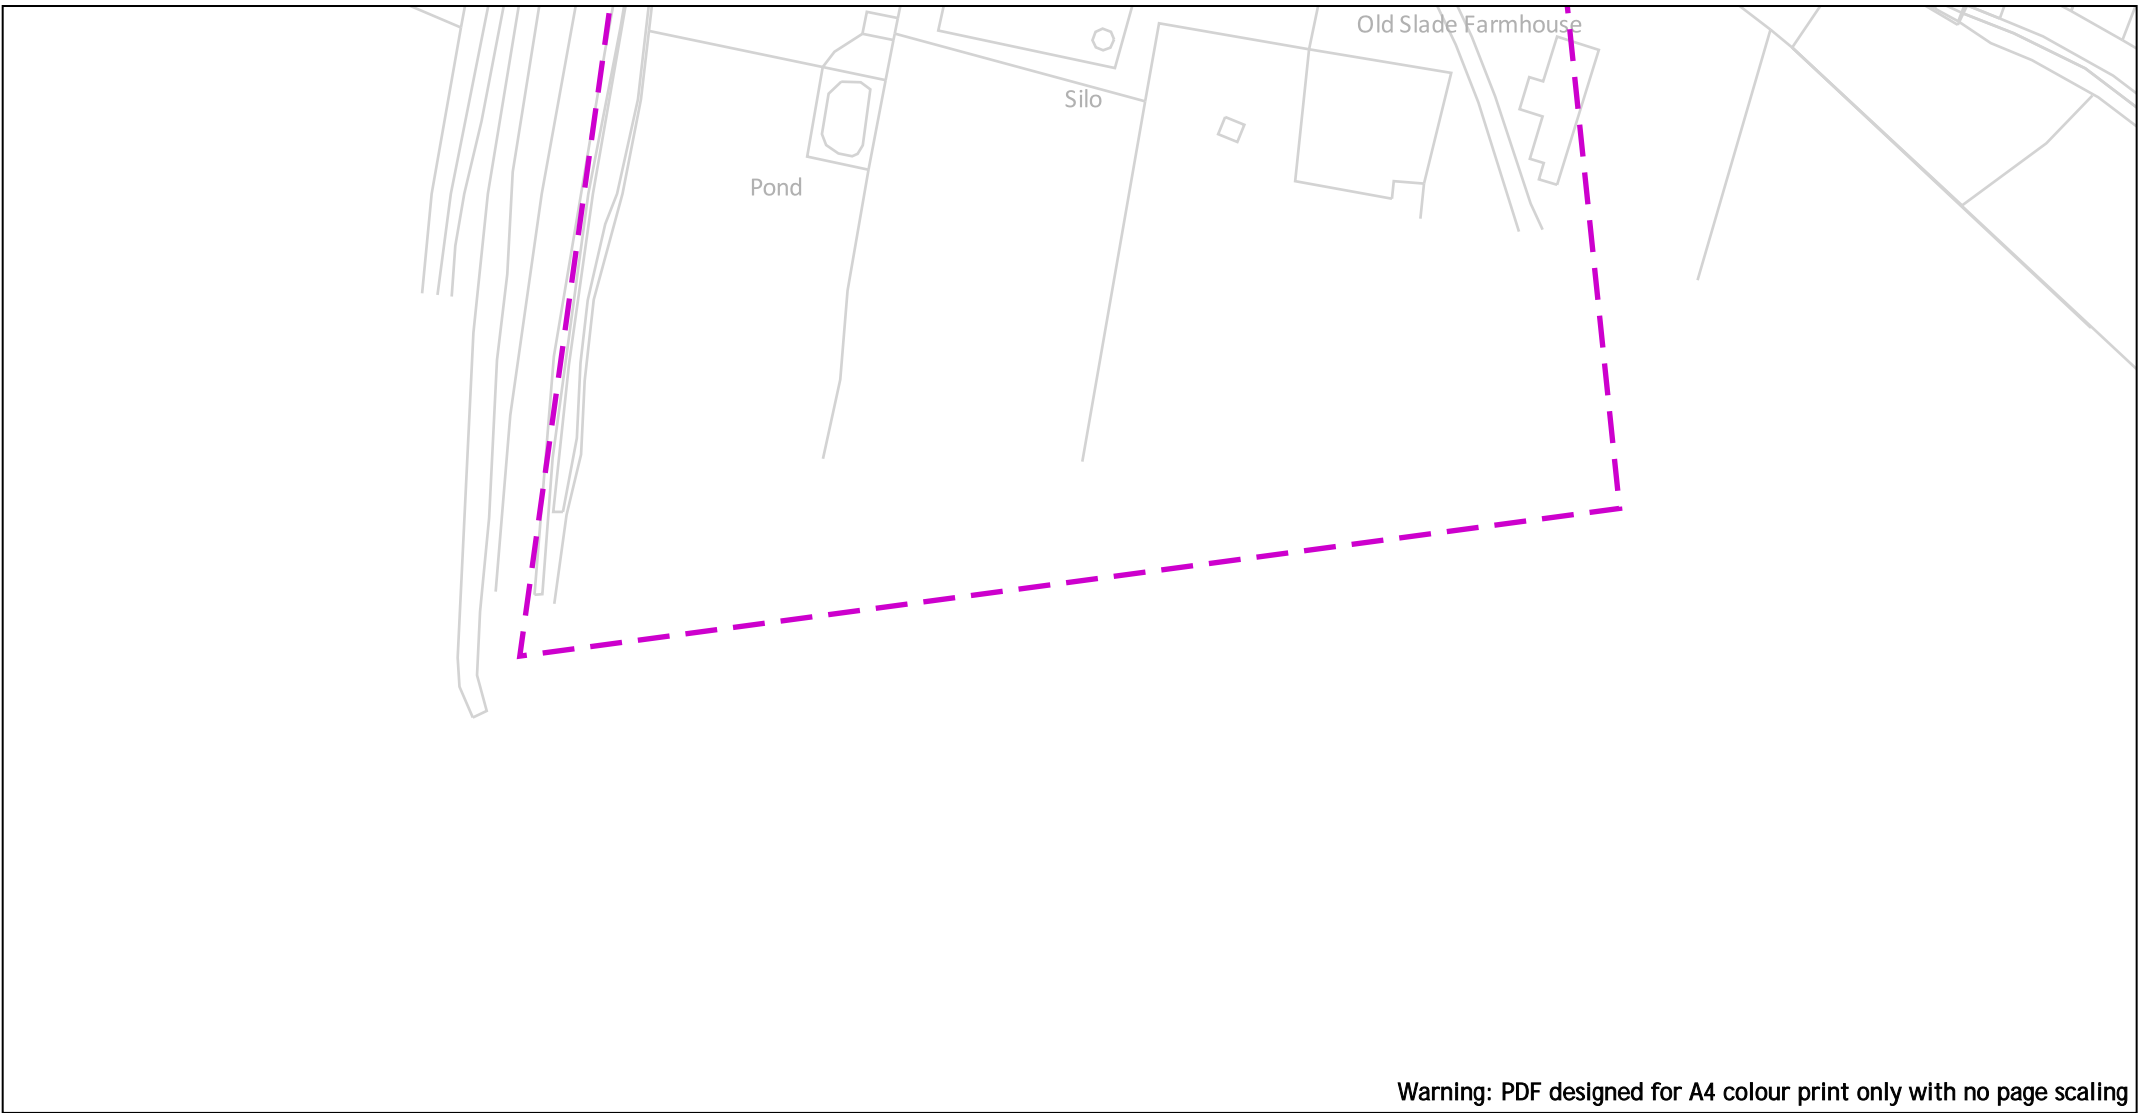 Old Slade Farmhouse
Silo
Pond
Warning: PDF designed for A4 colour print only with no page scaling